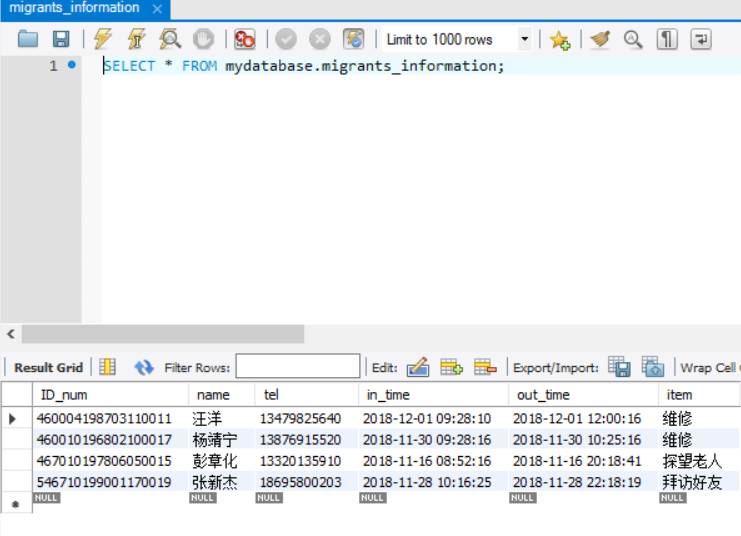 migrants_information
Limit to 1000 rows
1 SELECT * FROM mydatabase.migrants_information;
Result Grid Filter Rows: Edit: Export/Import: Wrap Cell
ID_num name tel in_time out_time item
460004198703110011 汪洋 13479825640 2018-12-01 09:28:10 2018-12-01 12:00:16 维修
460010196802100017 杨靖宁 13876915520 2018-11-30 09:28:16 2018-11-30 10:25:16 维修
467010197806050015 彭章化 13320135910 2018-11-16 08:52:16 2018-11-16 20:18:41 探望老人
546710199001170019 张新杰 18695800203 2018-11-28 10:16:25 2018-11-28 22:18:19 拜访好友
NULL NULL NULL NULL NULL NULL